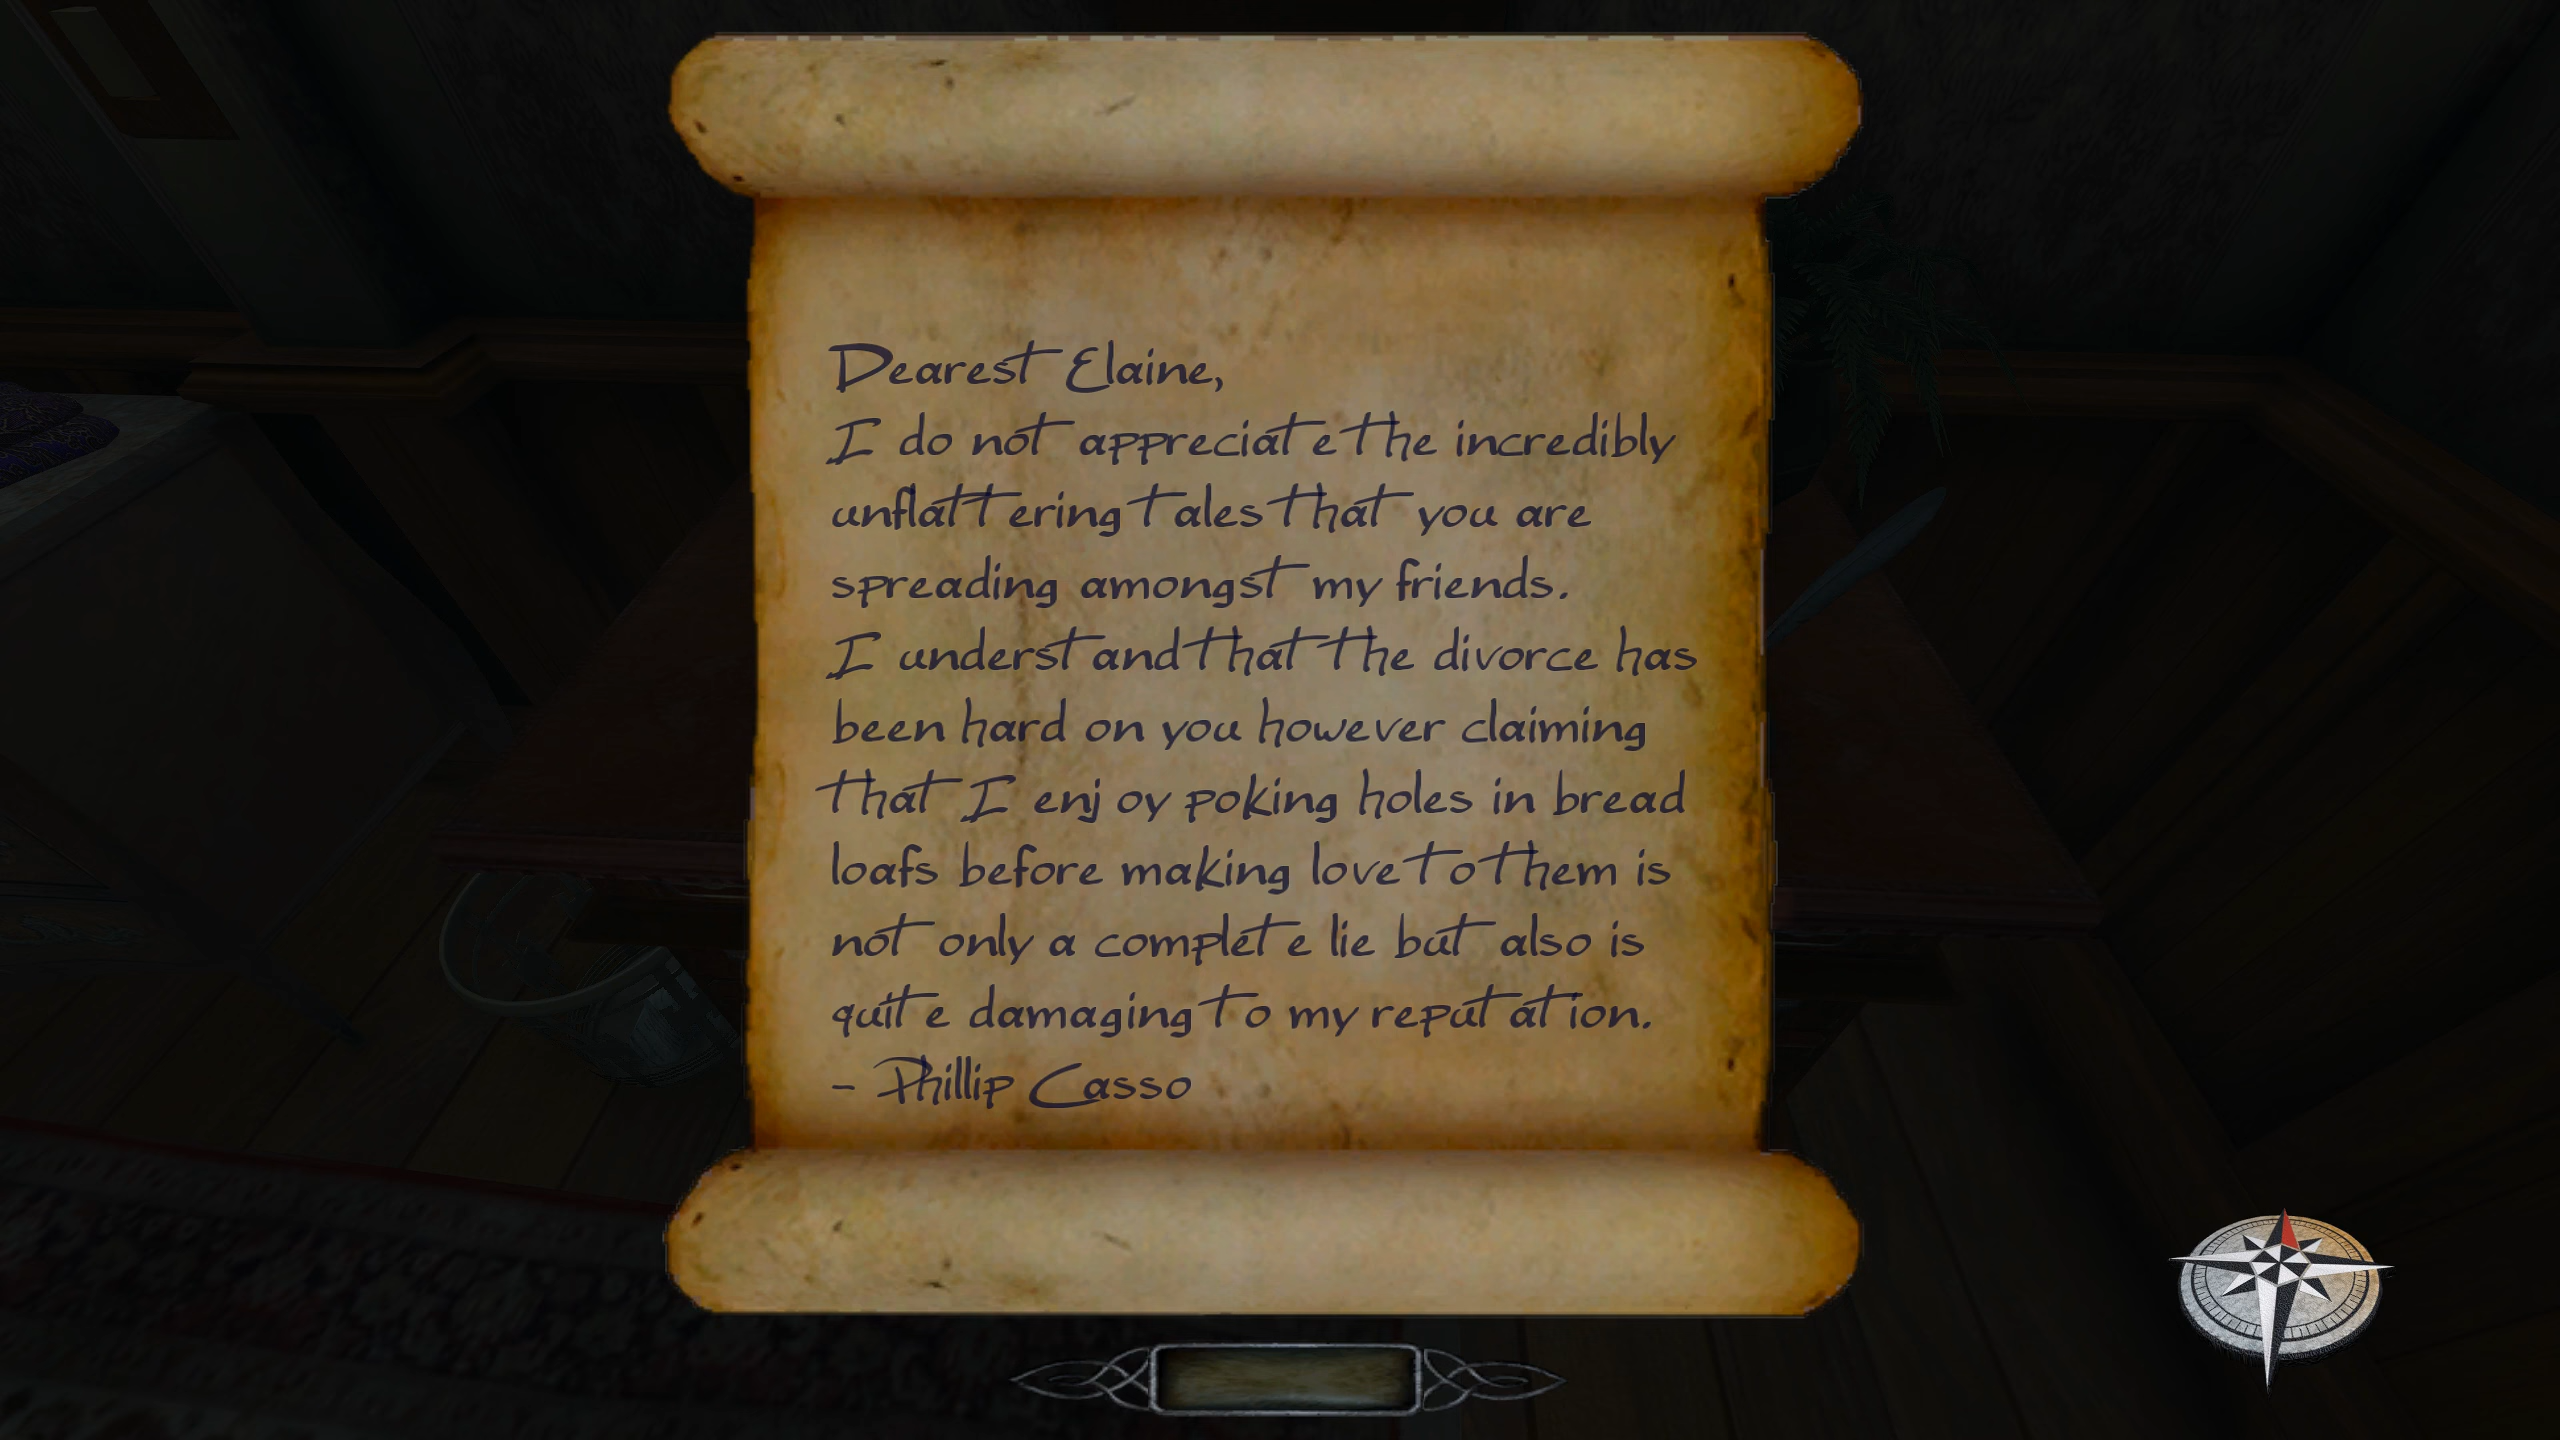 Dearest Elaine,
I do not appreciate the incredibly
unflattering tales that you are
spreading amongst my friends.
I understand that the divorce has
been hard on you however claiming
that I enjoy poking holes in bread
loafs before making love to them is
not only a complete lie but also is
quite damaging to my reputation.
- Phillip Casso